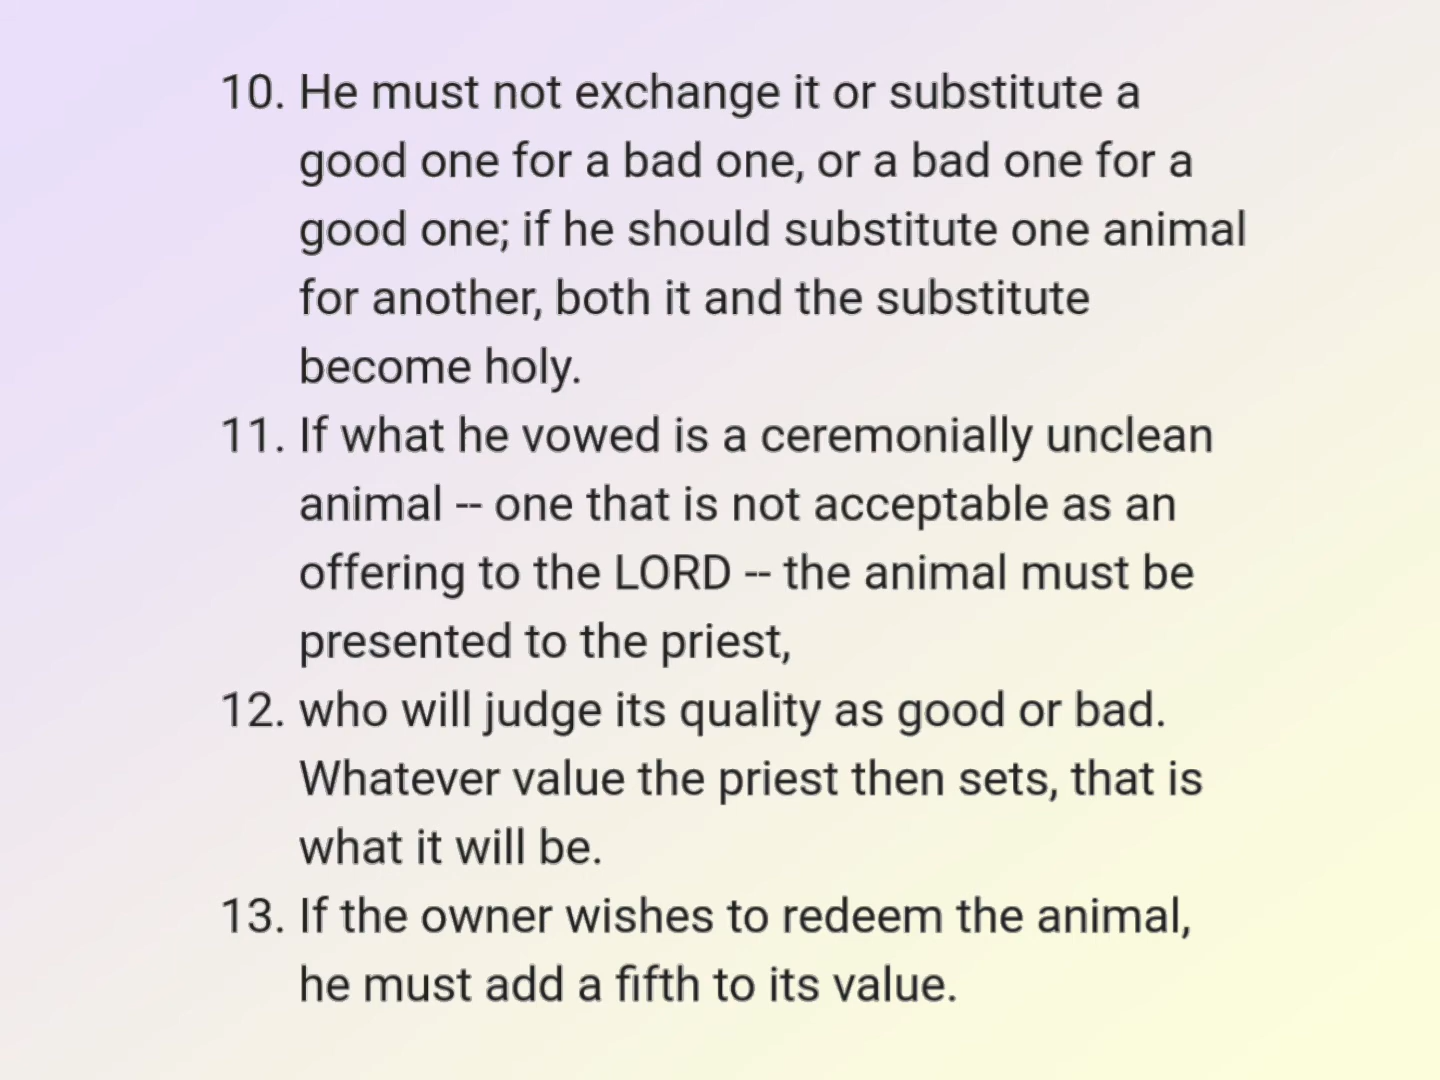 10. He must not exchange it or substitute a
good one for a bad one, or a bad one for a
good one; if he should substitute one animal
for another, both it and the substitute
become holy.
11. If what he vowed is a ceremonially unclean
animal -- one that is not acceptable as an
offering to the LORD -- the animal must be
presented to the priest,
12. who will judge its quality as good or bad.
Whatever value the priest then sets, that is
what it will be.
13. If the owner wishes to redeem the animal,
he must add a fifth to its value.